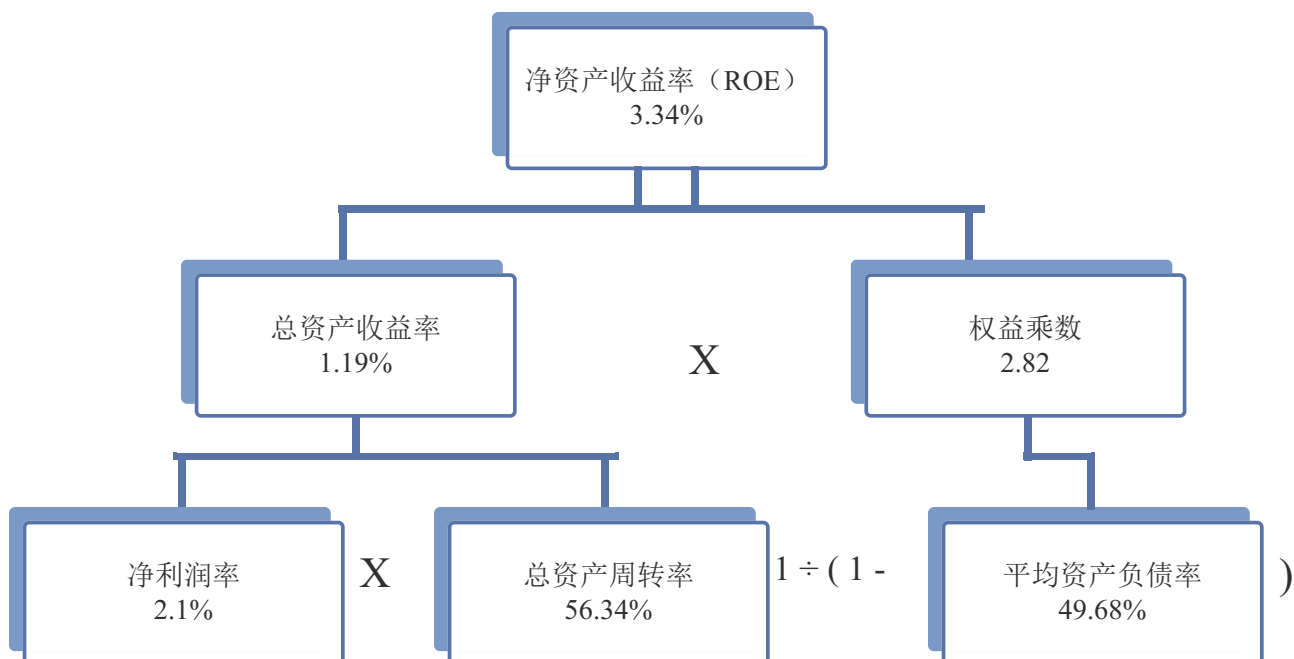 净资产收益率（ROE）
3.34%
总资产收益率
1.19%
X
权益乘数
2.82
净利润率
2.1%
X
总资产周转率
56.34%
1 ÷ ( 1 -
平均资产负债率
49.68%
)